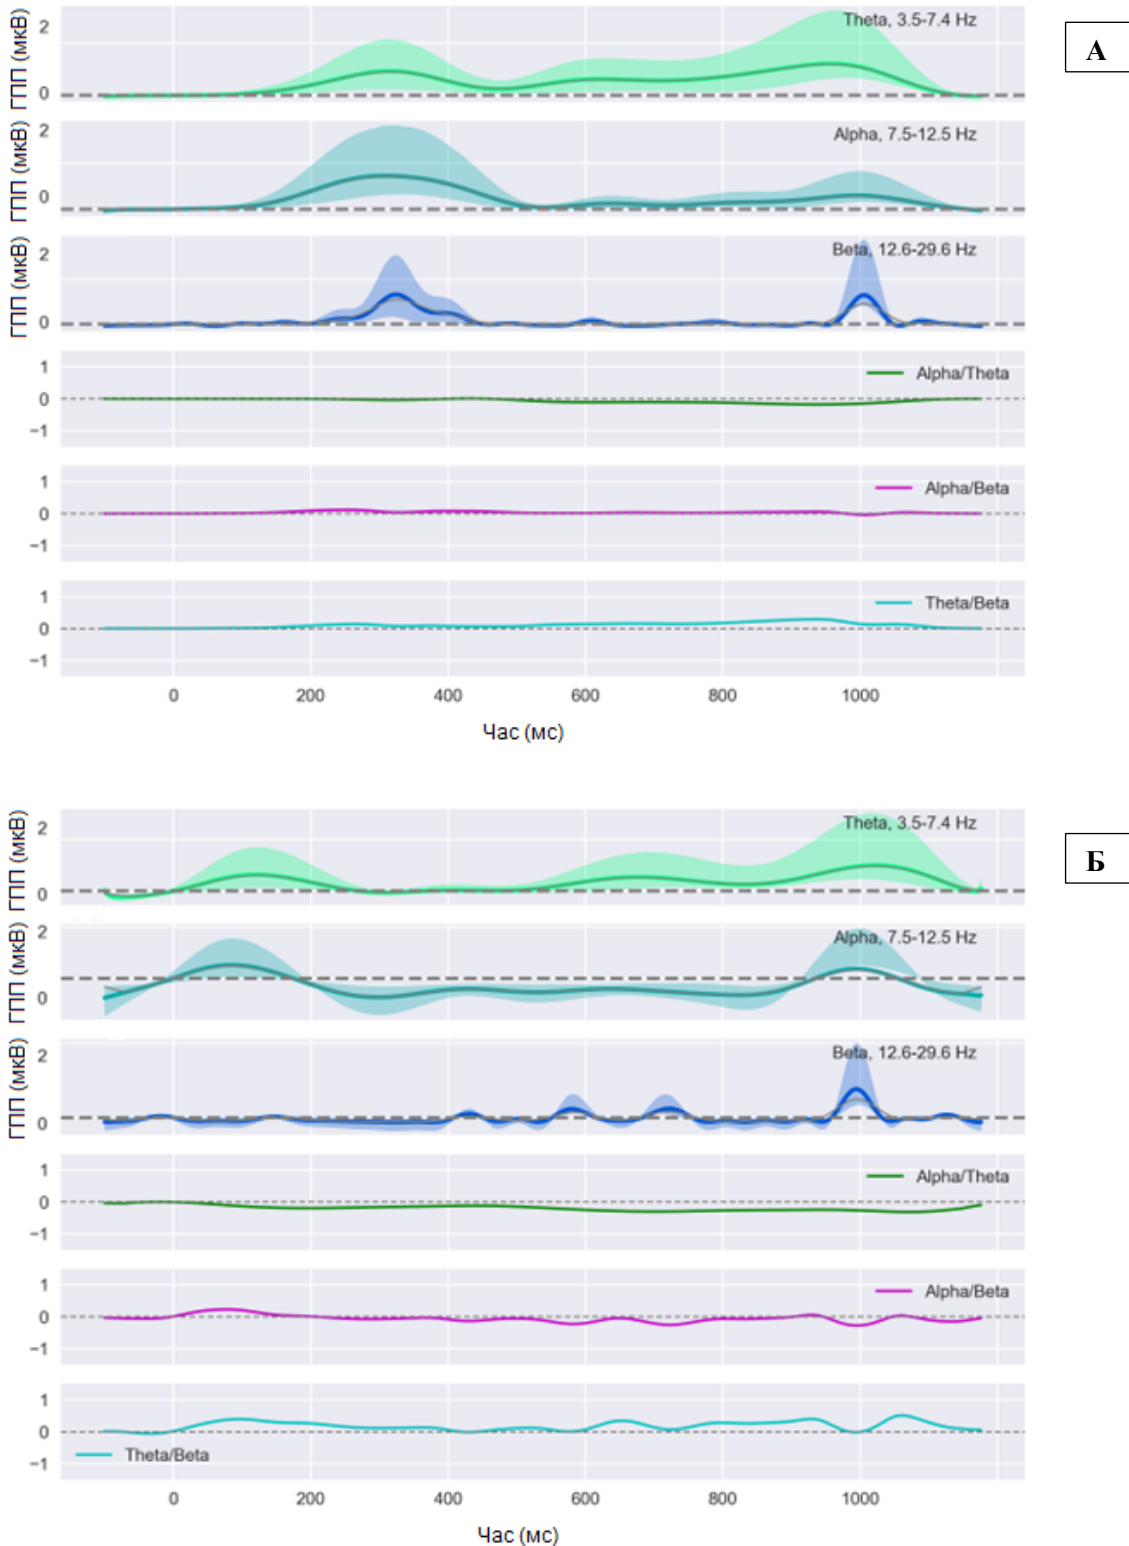 ГПП (мкВ)
2
0
Theta, 3.5-7.4 Hz
А
ГПП (мкВ)
2
0
Alpha, 7.5-12.5 Hz
ГПП (мкВ)
2
0
Beta, 12.6-29.6 Hz
1
0
−1
Alpha/Theta
1
0
−1
Alpha/Beta
1
0
−1
Theta/Beta
0 200 400 600 800 1000
Час (мс)
ГПП (мкВ)
2
0
Theta, 3.5-7.4 Hz
Б
ГПП (мкВ)
2
0
Alpha, 7.5-12.5 Hz
ГПП (мкВ)
2
0
Beta, 12.6-29.6 Hz
1
0
−1
Alpha/Theta
1
0
−1
Alpha/Beta
1
0
−1
Theta/Beta
0 200 400 600 800 1000
Час (мс)